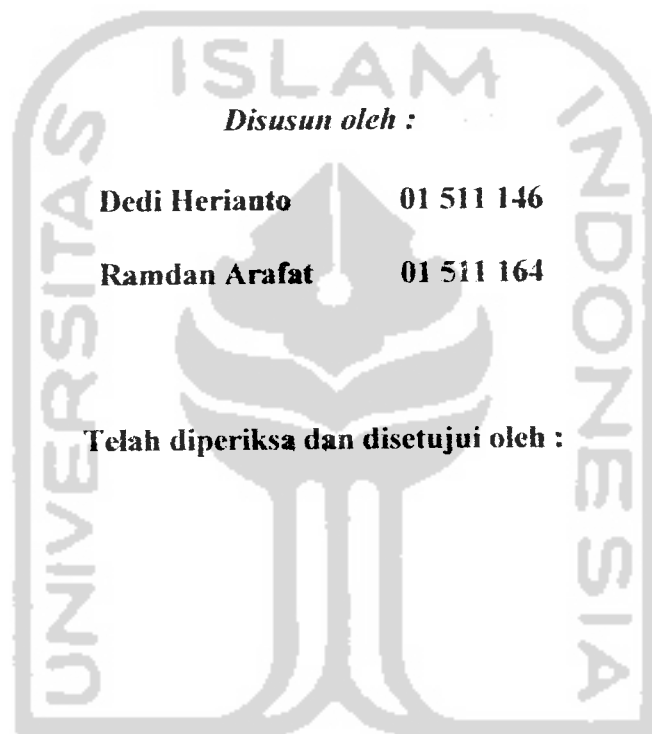 UNIVERSITAS ISLAM INDONESIA
Disusun oleh :
Dedi Herianto 01 511 146
Ramdan Arafat 01 511 164
Telah diperiksa dan disetujui oleh :